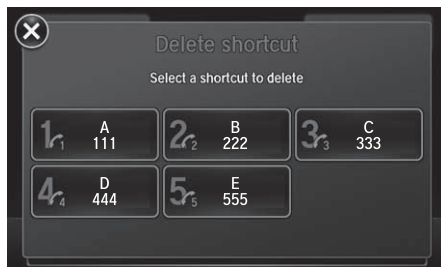 Delete shortcut
Select a shortcut to delete
1 1 A 111
2 2 B 222
3 3 C 333
4 4 D 444
5 5 E 555